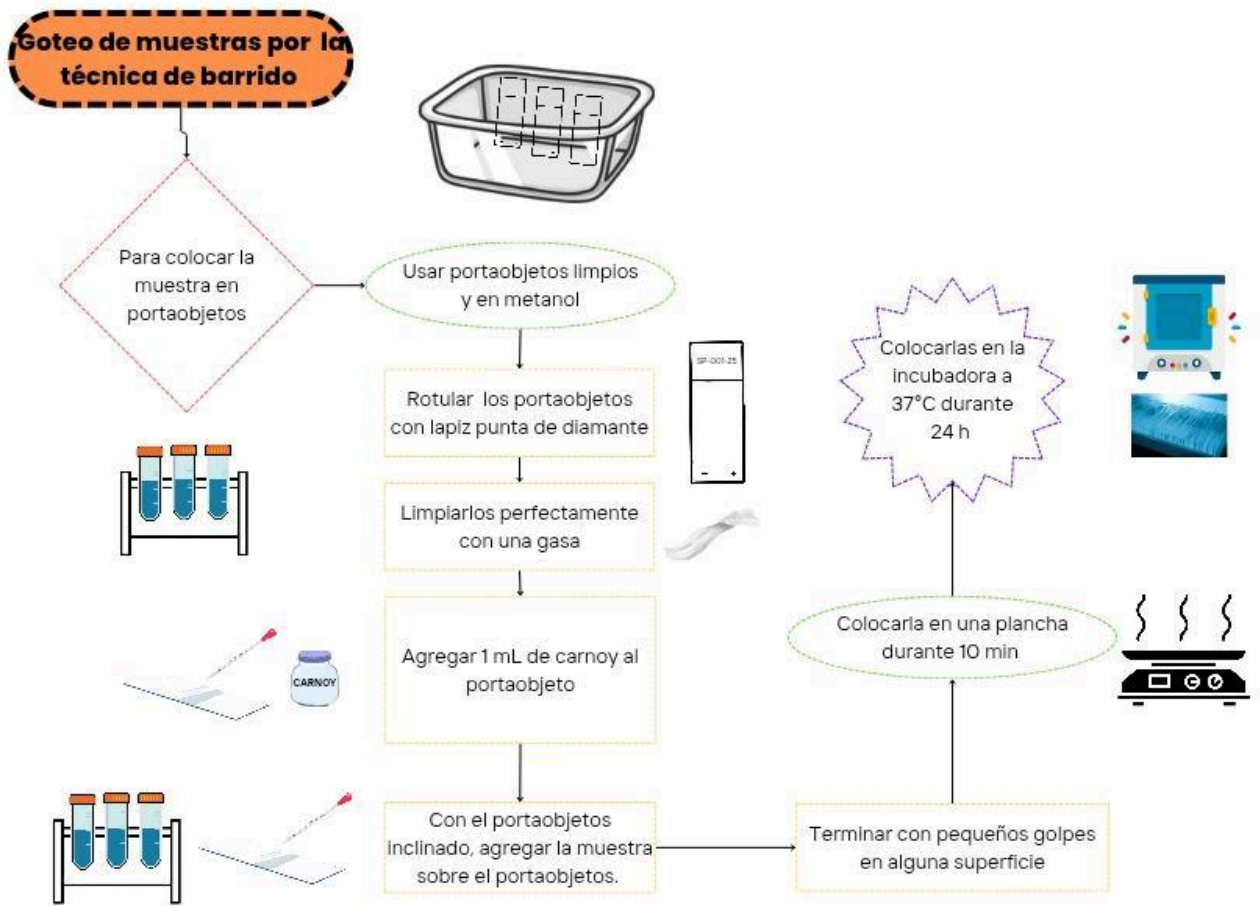 Goteo de muestras por la
técnica de barrido
Para colocar la
muestra en
portaobjetos
Usar portaobjetos limpios
y en metanol
Rotular los portaobjetos
con lapiz punta de diamante
SP-001-25
- +
Limpiarlos perfectamente
con una gasa
Agregar 1 mL de carnoy al
portaobjeto
CARNOY
Con el portaobjetos
inclinado, agregar la muestra
sobre el portaobjetos.
Terminar con pequeños golpes
en alguna superficie
Colocarla en una plancha
durante 10 min
Colocarlas en la
incubadora a
37°C durante
24 h